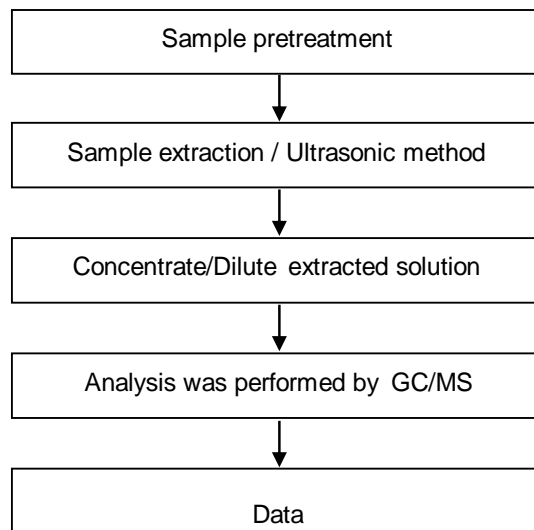 Sample pretreatment
Sample extraction / Ultrasonic method
Concentrate/Dilute extracted solution
Analysis was performed by GC/MS
Data